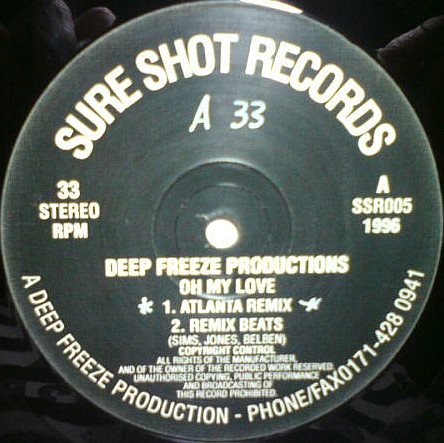 SURE SHOT RECORDS
A 33
33
STEREO
RPM
A
SSR005
1996
DEEP FREEZE PRODUCTIONS
OH MY LOVE
* 1. ATLANTA REMIX *
2. REMIX BEATS
(SIMS, JONES, BELBEN)
COPYRIGHT CONTROL
ALL RIGHTS OF THE MANUFACTURER,
AND OF THE OWNER OF THE RECORDED WORK RESERVED.
UNAUTHORISED COPYING, PUBLIC PERFORMANCE
AND BROADCASTING OF
THIS RECORD PROHIBITED.
A DEEP FREEZE PRODUCTION - PHONE/FAX0171-428 0941